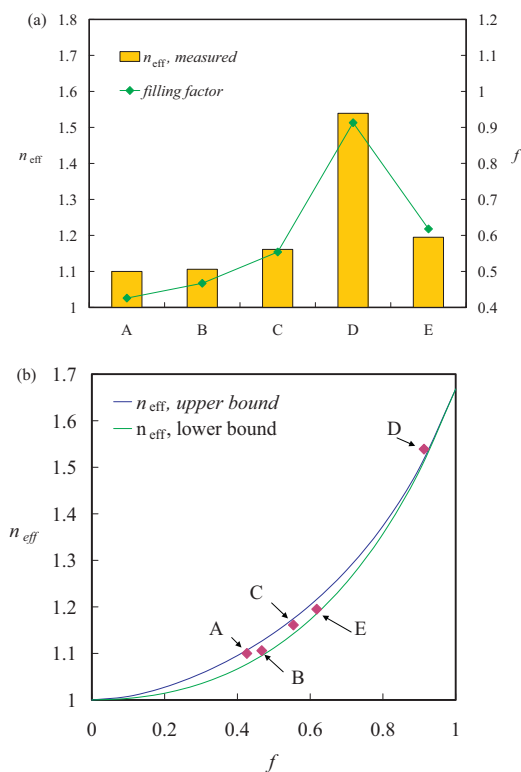 (a)
1.8
1.7
1.6
1.5
1.4
1.3
1.2
1.1
1
n eff
n eff, measured
filling factor
1.2
1.1
1
0.9
0.8
0.7
0.6
0.5
0.4
f
A B C D E
(b)
1.7
1.6
1.5
1.4
1.3
1.2
1.1
1
n eff
n eff, upper bound
n eff, lower bound
D
C
A
E
B
0 0.2 0.4 0.6 0.8 1
f